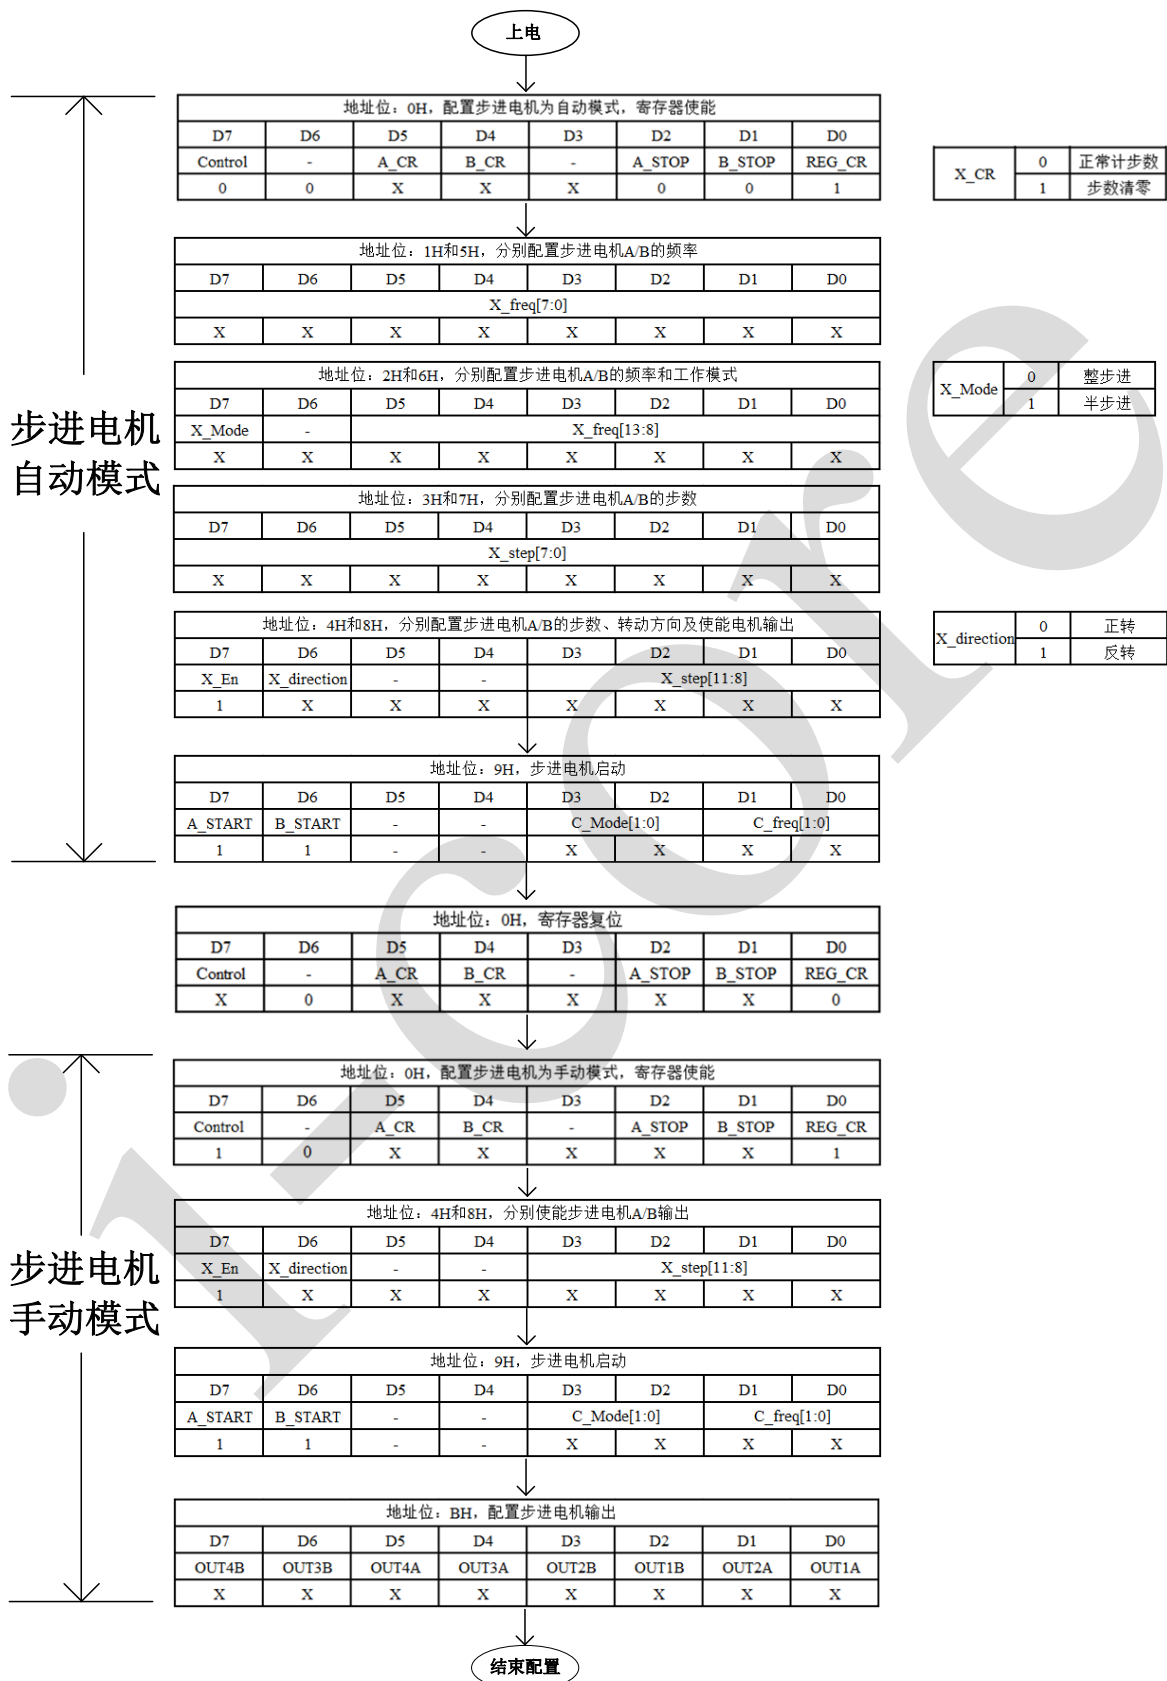 上电
地址位：0H，配置步进电机为自动模式，寄存器使能
D7 D6 D5 D4 D3 D2 D1 D0
Control - A_CR B_CR - A_STOP B_STOP REG_CR
0 0 X X X 0 0 1
X_CR 0 正常计步数
1 步数清零
地址位：1H和5H，分别配置步进电机A/B的频率
D7 D6 D5 D4 D3 D2 D1 D0
X_freq[7:0]
X X X X X X X X
地址位：2H和6H，分别配置步进电机A/B的频率和工作模式
D7 D6 D5 D4 D3 D2 D1 D0
X_Mode - X_freq[13:8]
X X X X X X X X
X_Mode 0 整步进
1 半步进
步进电机
自动模式
地址位：3H和7H，分别配置步进电机A/B的步数
D7 D6 D5 D4 D3 D2 D1 D0
X_step[7:0]
X X X X X X X X
地址位：4H和8H，分别配置步进电机A/B的步数、转动方向及使能电机输出
D7 D6 D5 D4 D3 D2 D1 D0
X_En X_direction - - X_step[11:8]
1 X X X X X X X
X_direction 0 正转
1 反转
地址位：9H，步进电机启动
D7 D6 D5 D4 D3 D2 D1 D0
A_START B_START - - C_Mode[1:0] C_freq[1:0]
1 1 - - X X X X
地址位：0H，寄存器复位
D7 D6 D5 D4 D3 D2 D1 D0
Control - A_CR B_CR - A_STOP B_STOP REG_CR
X 0 X X X X X 0
地址位：0H，配置步进电机为手动模式，寄存器使能
D7 D6 D5 D4 D3 D2 D1 D0
Control - A_CR B_CR - A_STOP B_STOP REG_CR
1 0 X X X X X 1
地址位：4H和8H，分别使能步进电机A/B输出
D7 D6 D5 D4 D3 D2 D1 D0
X_En X_direction - - X_step[11:8]
1 X X X X X X X
步进电机
手动模式
地址位：9H，步进电机启动
D7 D6 D5 D4 D3 D2 D1 D0
A_START B_START - - C_Mode[1:0] C_freq[1:0]
1 1 - - X X X X
地址位：BH，配置步进电机输出
D7 D6 D5 D4 D3 D2 D1 D0
OUT4B OUT3B OUT4A OUT3A OUT2B OUT1B OUT2A OUT1A
X X X X X X X X
结束配置
i-core